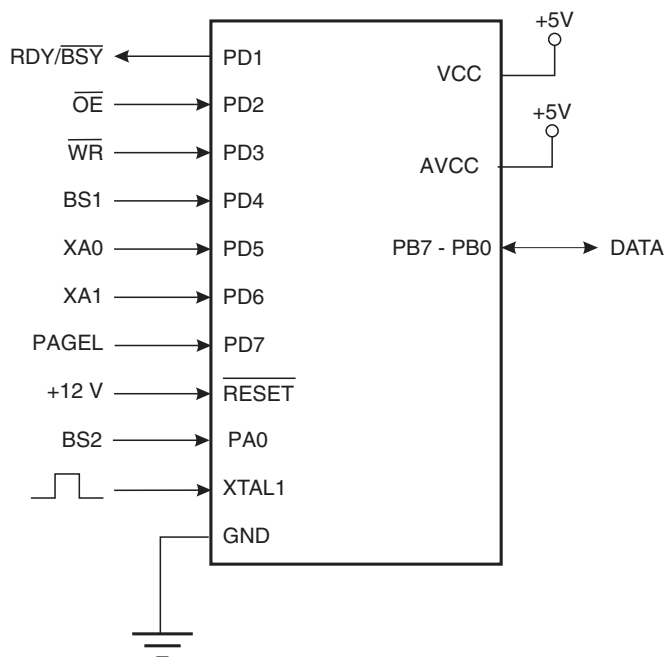 +5V
RDY/BSY PD1
VCC
OE PD2
+5V
WR PD3
AVCC
BS1 PD4
XA0 PD5 PB7 - PB0 DATA
XA1 PD6
PAGEL PD7
+12 V RESET
BS2 PA0
XTAL1
GND